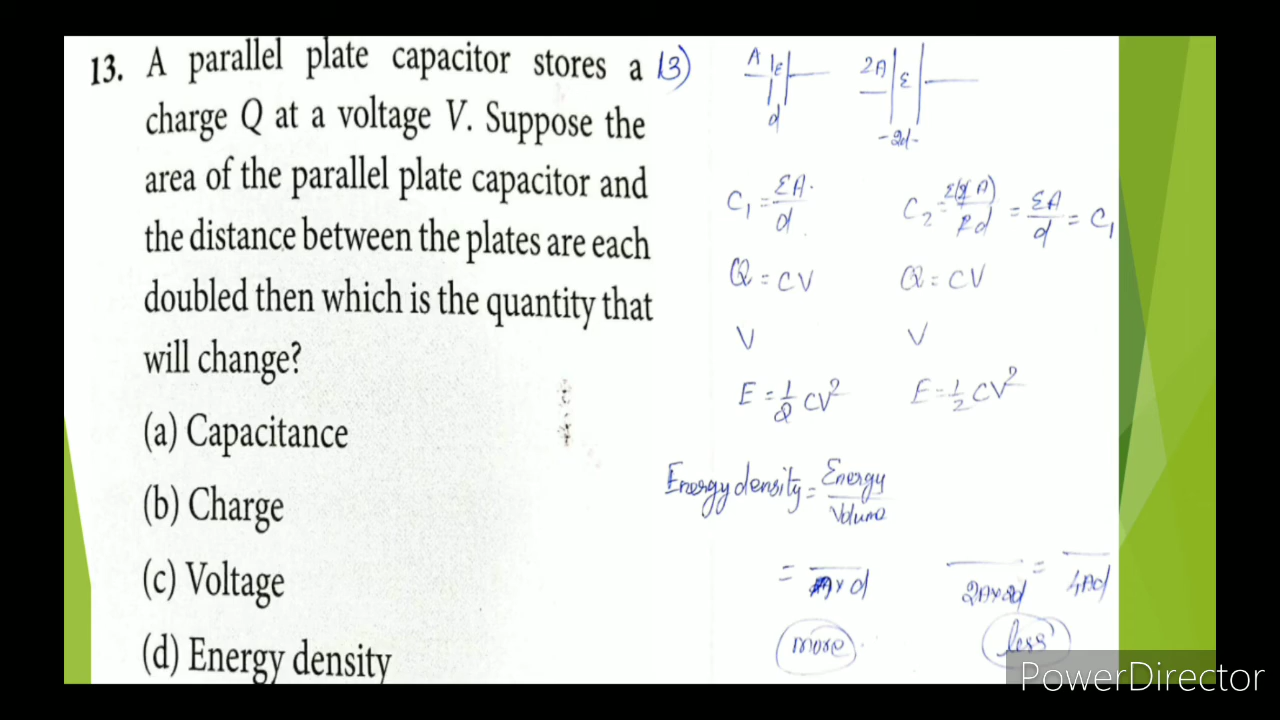 13. A parallel plate capacitor stores a
charge Q at a voltage V. Suppose the
area of the parallel plate capacitor and
the distance between the plates are each
doubled then which is the quantity that
will change?
(a) Capacitance
(b) Charge
(c) Voltage
(d) Energy density
13)
A ε 2A ε
d -2d-
C₁ = εA/d C₂ = ε(2A)/2d = εA/d = C₁
Q = CV Q = CV
V V
E = 1/2 CV² E = 1/2 CV²
Energy density = Energy/Volume
= /A×d /2A×2d = /4Ad
more less
PowerDirector